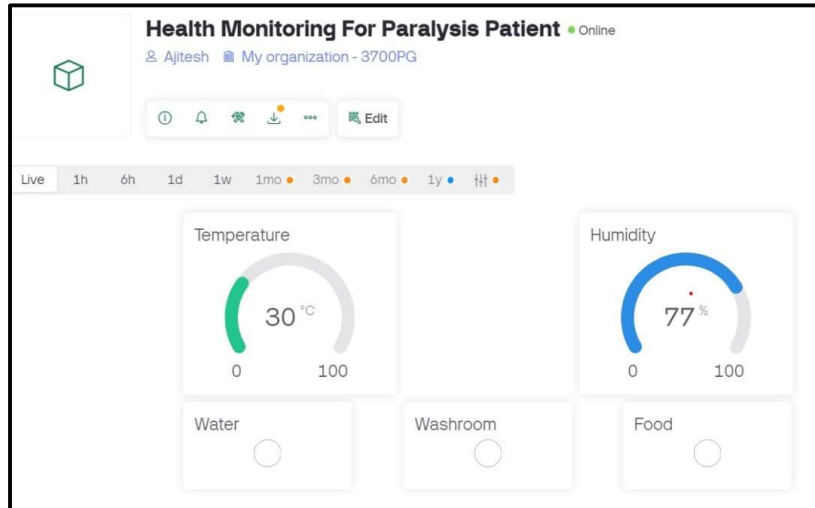 Health Monitoring For Paralysis Patient Online
Ajitesh My organization - 3700PG
Edit
Live 1h 6h 1d 1w 1mo 3mo 6mo 1y
Temperature Humidity
30 °C 77 %
0 100 0 100
Water Washroom Food